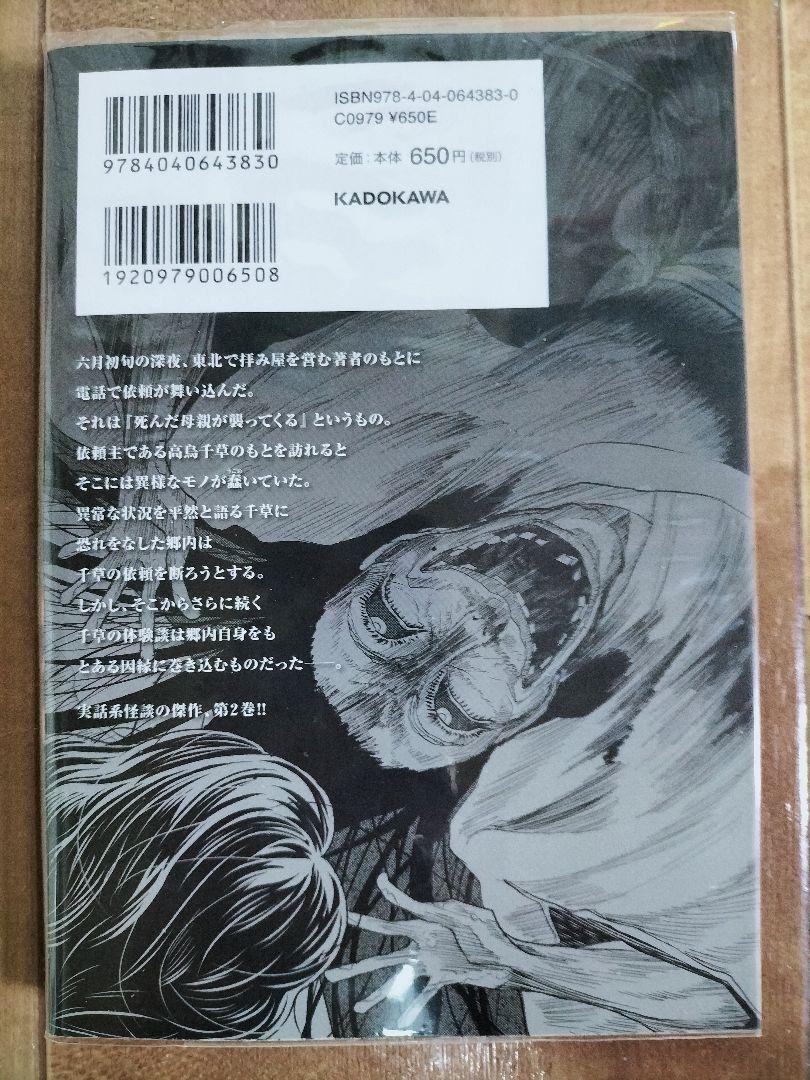 ISBN978-4-04-064383-0
C0979 ¥650E
定価：本体 650円（税別）
KADOKAWA
9784040643830
1920979006508
六月初旬の深夜、東北で拝み屋を営む著者のもとに
電話で依頼が舞い込んだ。
それは『死んだ母親が襲ってくる』というもの。
依頼主である高鳥千草のもとを訪れると
そこには異様なモノが蠢いていた。
異常な状況を平然と語る千草に
恐れをなした郷内は
千草の依頼を断ろうとする。
しかし、そこからさらに続く
千草の体験談は郷内自身をも
とある因縁に巻き込むものだった――。
実話系怪談の傑作、第2巻!!